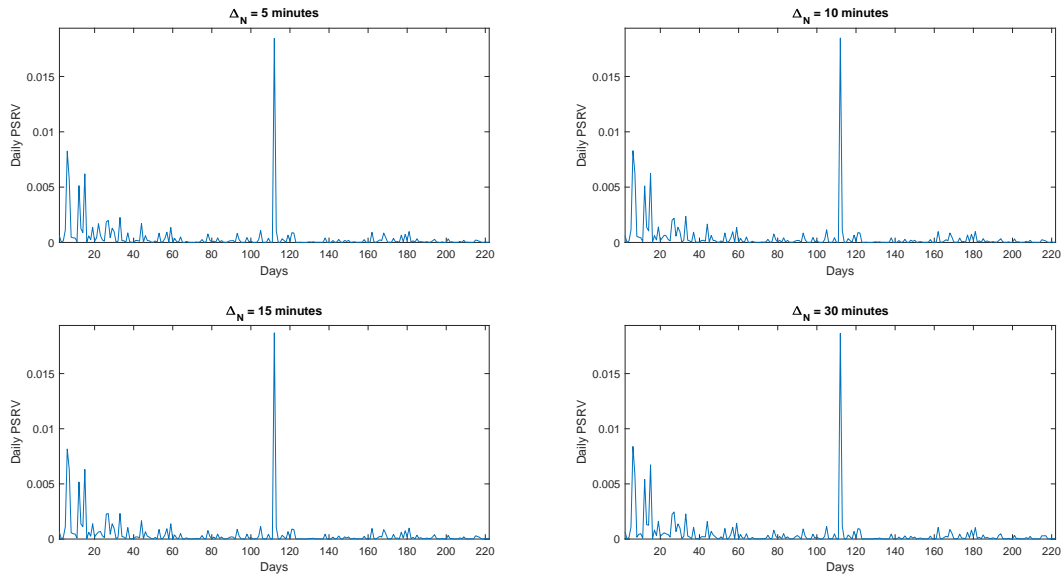 Δ_N = 5 minutes
Daily PSRV
0.015
0.01
0.005
0
20 40 60 80 100 120 140 160 180 200 220
Days
Δ_N = 10 minutes
Daily PSRV
0.015
0.01
0.005
0
20 40 60 80 100 120 140 160 180 200 220
Days
Δ_N = 15 minutes
Daily PSRV
0.015
0.01
0.005
0
20 40 60 80 100 120 140 160 180 200 220
Days
Δ_N = 30 minutes
Daily PSRV
0.015
0.01
0.005
0
20 40 60 80 100 120 140 160 180 200 220
Days